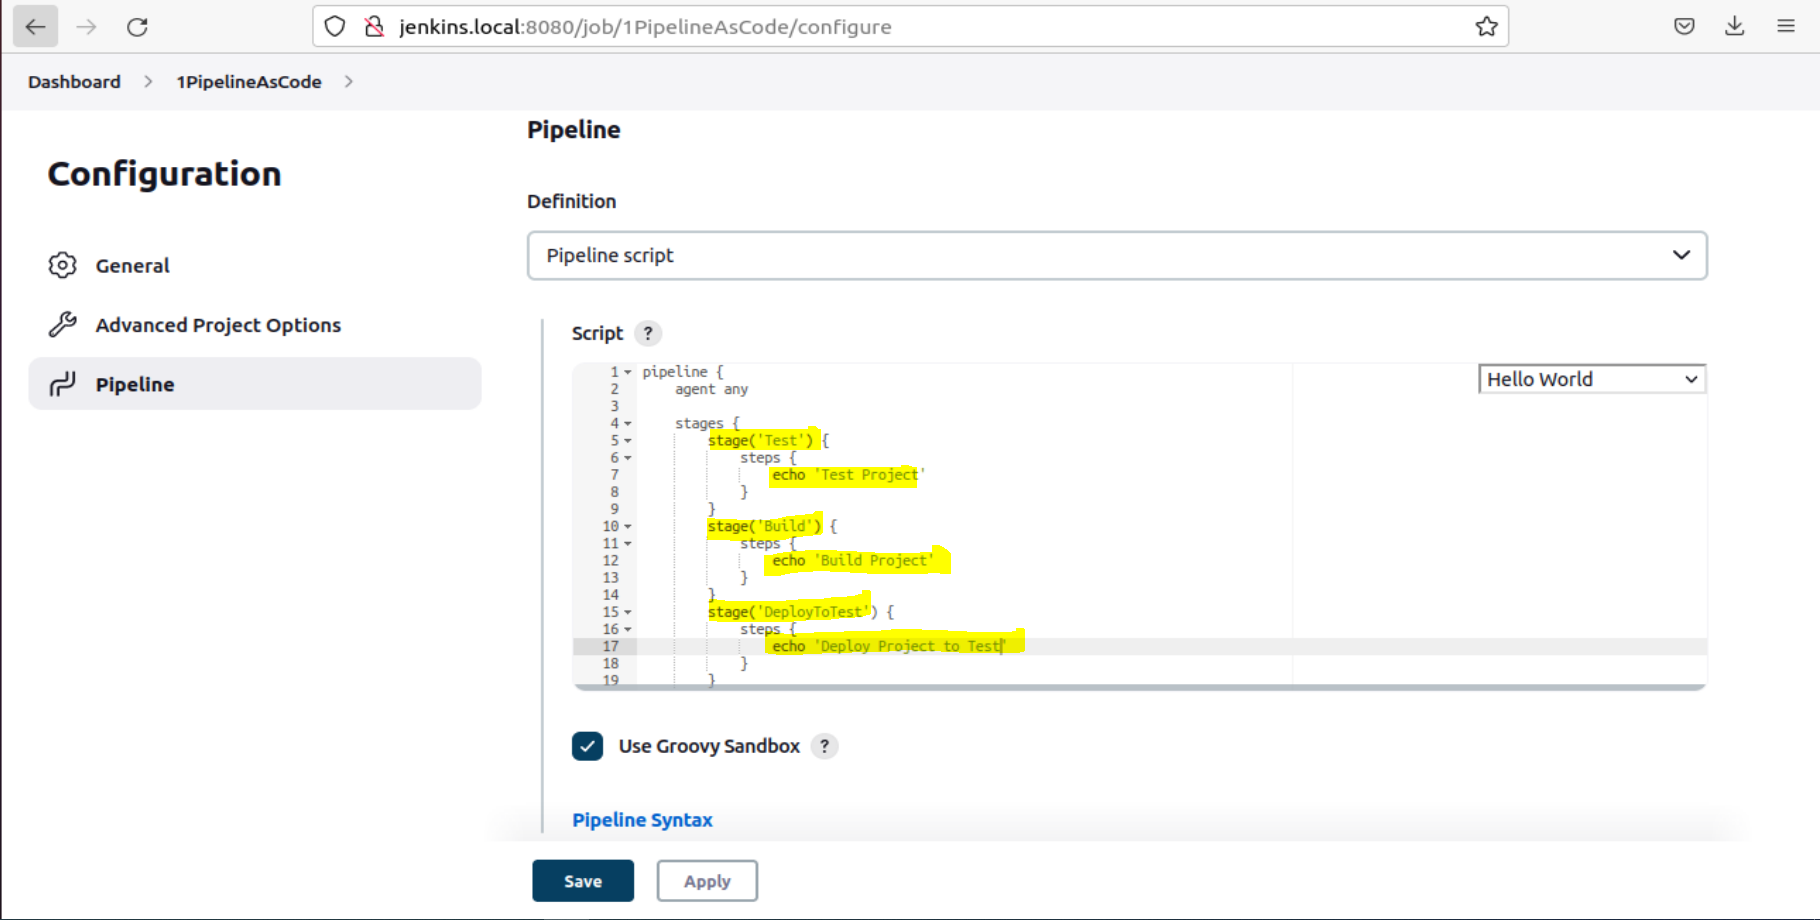 jenkins.local:8080/job/1PipelineAsCode/configure
Dashboard > 1PipelineAsCode >
Configuration
General
Advanced Project Options
Pipeline
Pipeline
Definition
Pipeline script
Script ?
Hello World
1 pipeline {
2     agent any
3
4     stages {
5         stage('Test') {
6             steps {
7                 echo 'Test Project'
8             }
9         }
10         stage('Build') {
11             steps {
12                 echo 'Build Project'
13             }
14         }
15         stage('DeployToTest') {
16             steps {
17                 echo 'Deploy Project to Test'
18             }
19         }
Use Groovy Sandbox ?
Pipeline Syntax
Save Apply